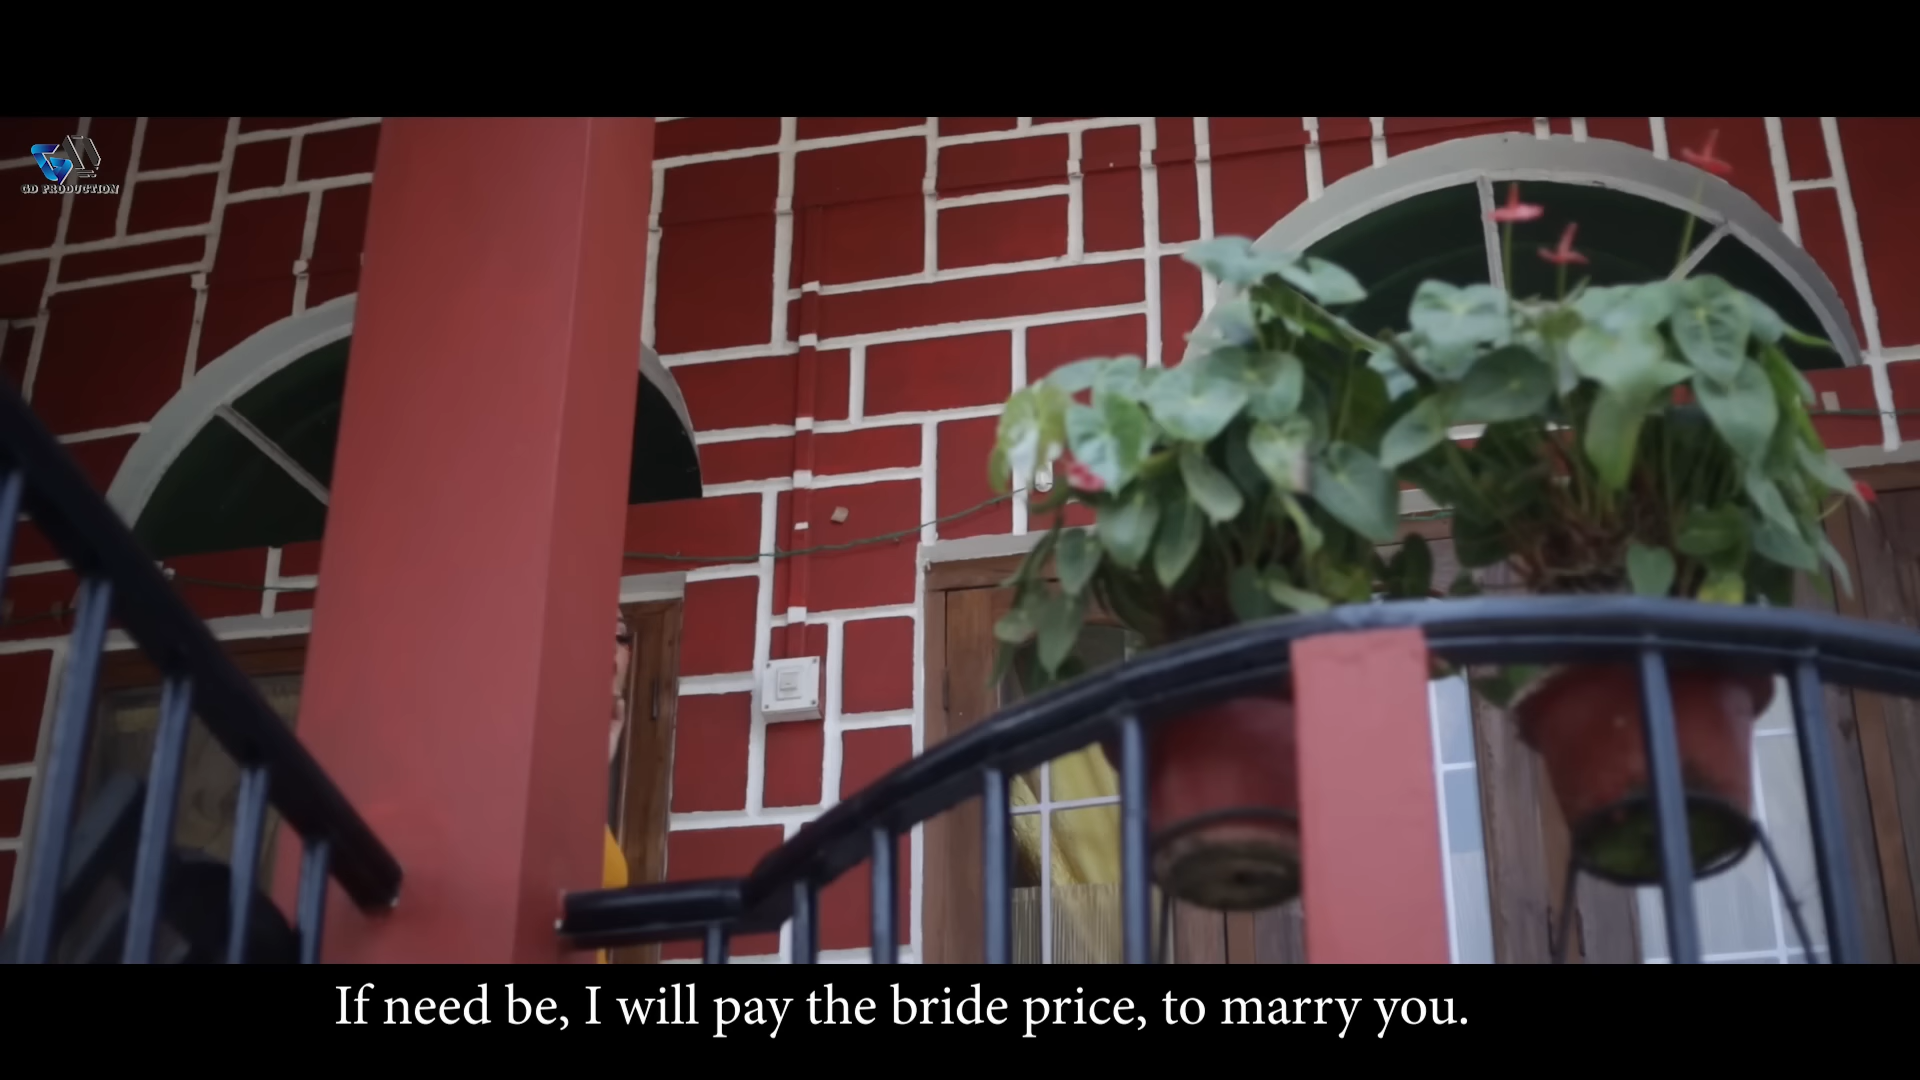 GD PRODUCTION
If need be, I will pay the bride price, to marry you.